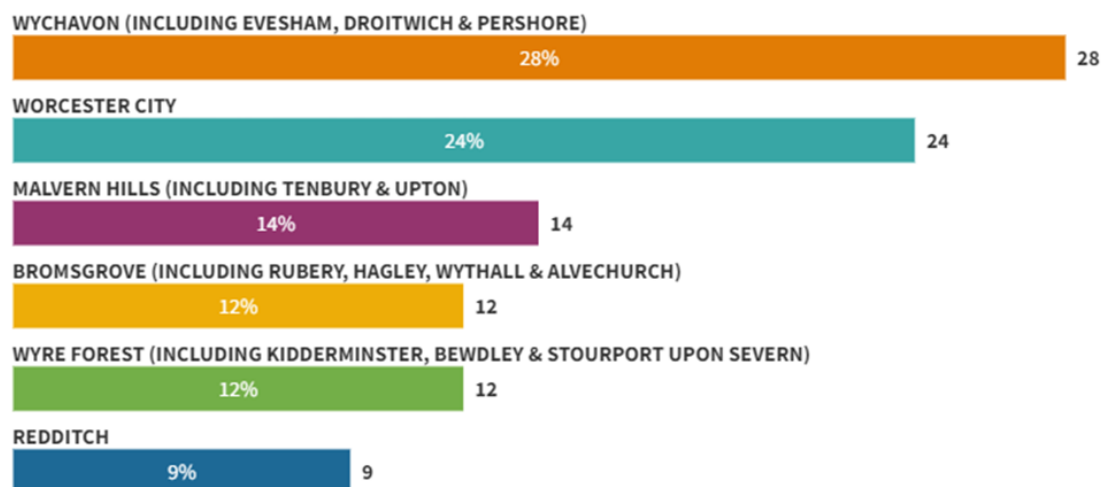 WYCHAVON (INCLUDING EVESHAM, DROITWICH & PERSHORE)
28% 28
WORCESTER CITY
24% 24
MALVERN HILLS (INCLUDING TENBURY & UPTON)
14% 14
BROMSGROVE (INCLUDING RUBERY, HAGLEY, WYTHALL & ALVECHURCH)
12% 12
WYRE FOREST (INCLUDING KIDDERMINSTER, BEWDLEY & STOURPORT UPON SEVERN)
12% 12
REDDITCH
9% 9